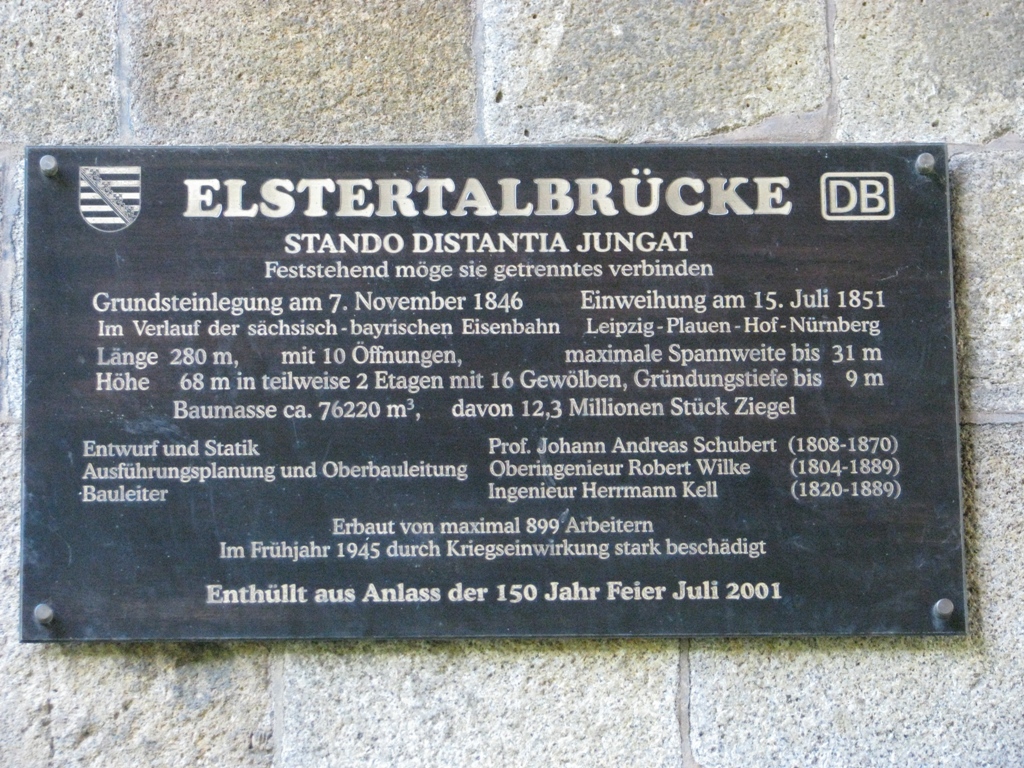 ELSTERTALBRÜCKE DB
STANDO DISTANTIA JUNGAT
Feststehend möge sie getrenntes verbinden
Grundsteinlegung am 7. November 1846 Einweihung am 15. Juli 1851
Im Verlauf der sächsisch-bayrischen Eisenbahn Leipzig-Plauen-Hof-Nürnberg
Länge 280 m, mit 10 Öffnungen, maximale Spannweite bis 31 m
Höhe 68 m in teilweise 2 Etagen mit 16 Gewölben, Gründungstiefe bis 9 m
Baumasse ca. 76220 m³, davon 12,3 Millionen Stück Ziegel
Entwurf und Statik Prof. Johann Andreas Schubert (1808-1870)
Ausführungsplanung und Oberbauleitung Oberingenieur Robert Wilke (1804-1889)
Bauleiter Ingenieur Herrmann Kell (1820-1889)
Erbaut von maximal 899 Arbeitern
Im Frühjahr 1945 durch Kriegseinwirkung stark beschädigt
Enthüllt aus Anlass der 150 Jahr Feier Juli 2001